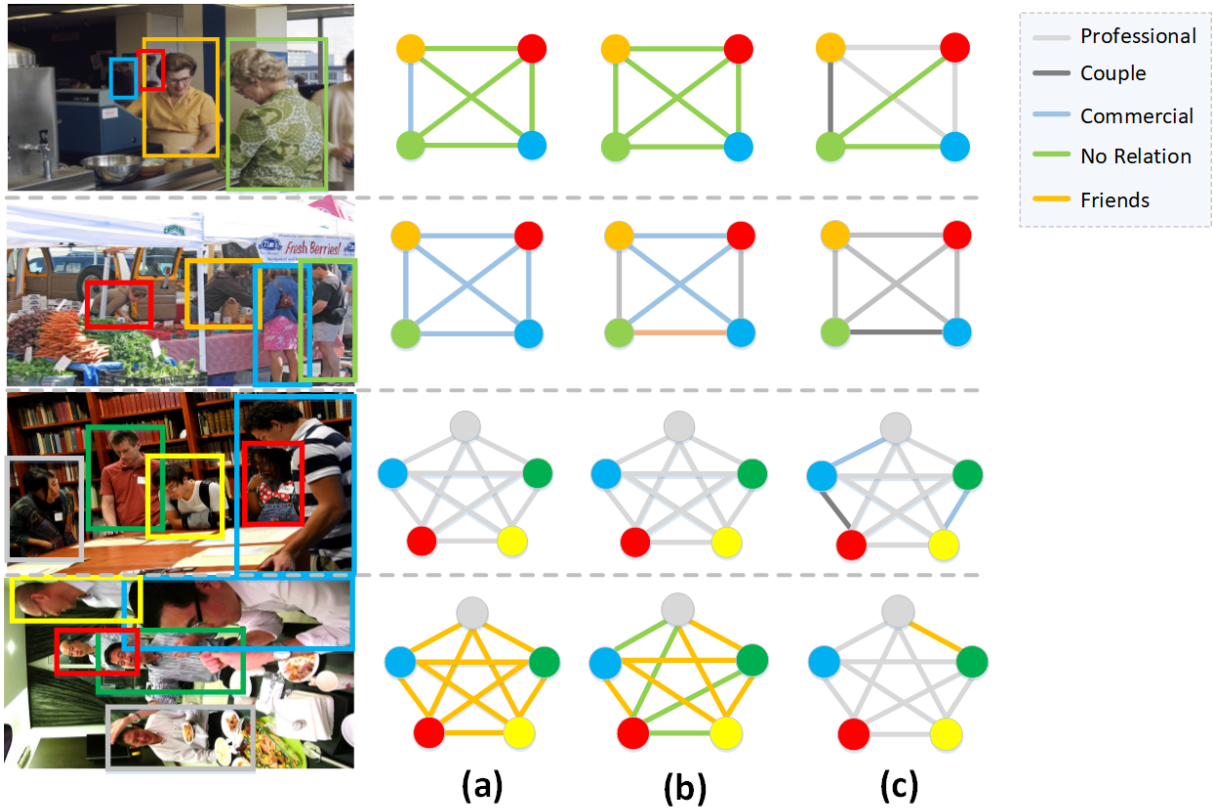 Professional
Couple
Commercial
No Relation
Friends
Fresh Berries!
(a)
(b)
(c)